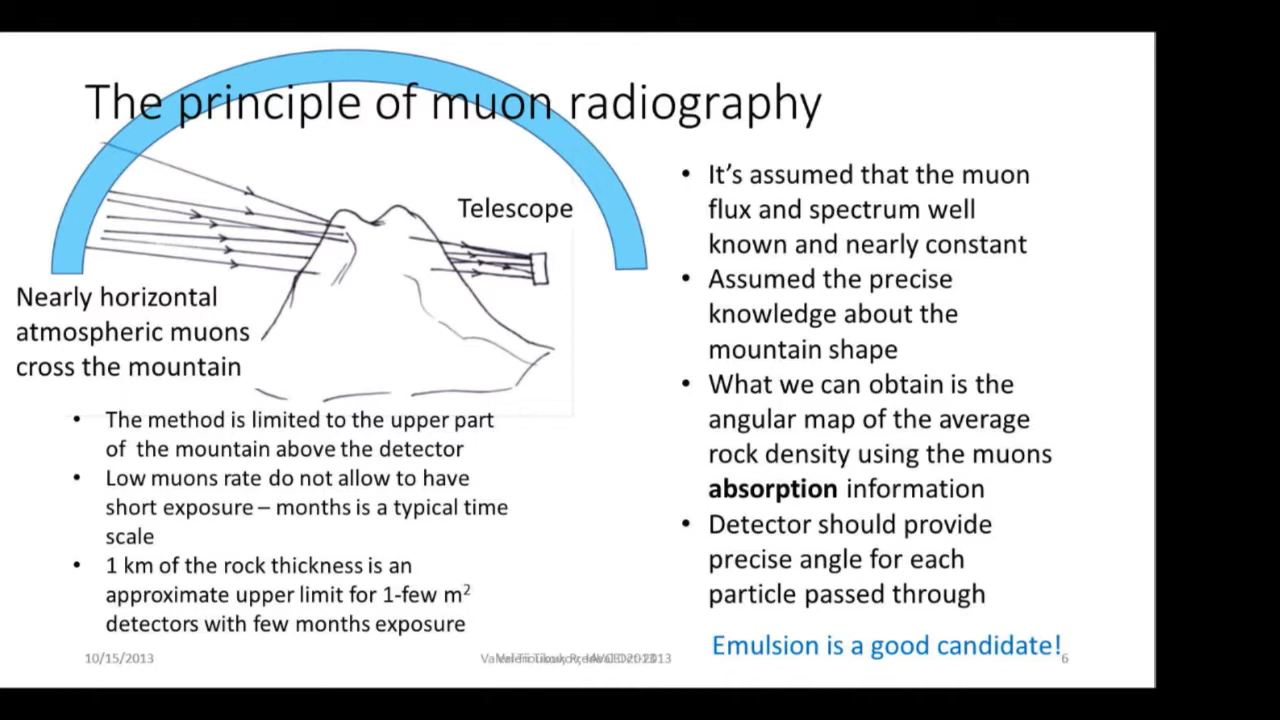 The principle of muon radiography
Telescope
Nearly horizontal
atmospheric muons
cross the mountain
• The method is limited to the upper part
of the mountain above the detector
• Low muons rate do not allow to have
short exposure – months is a typical time
scale
• 1 km of the rock thickness is an
approximate upper limit for 1-few m²
detectors with few months exposure
• It’s assumed that the muon
flux and spectrum well
known and nearly constant
• Assumed the precise
knowledge about the
mountain shape
• What we can obtain is the
angular map of the average
rock density using the muons
absorption information
• Detector should provide
precise angle for each
particle passed through
Emulsion is a good candidate!
10/15/2013
6